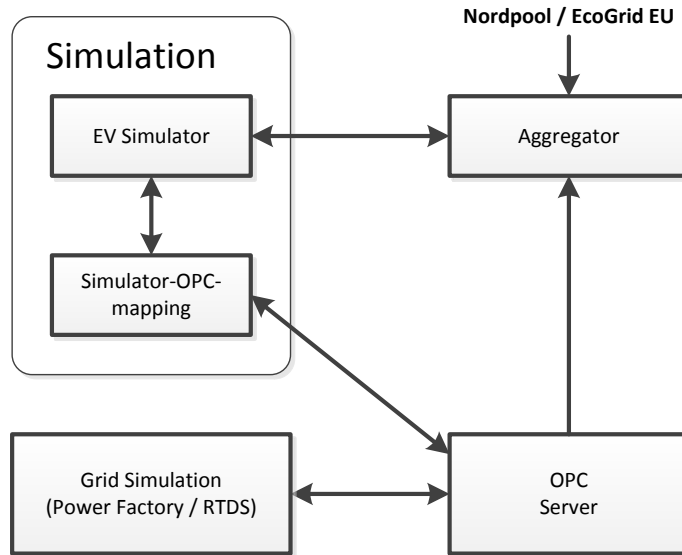 Nordpool / EcoGrid EU
Simulation
EV Simulator
Aggregator
Simulator-OPC-
mapping
Grid Simulation
(Power Factory / RTDS)
OPC
Server